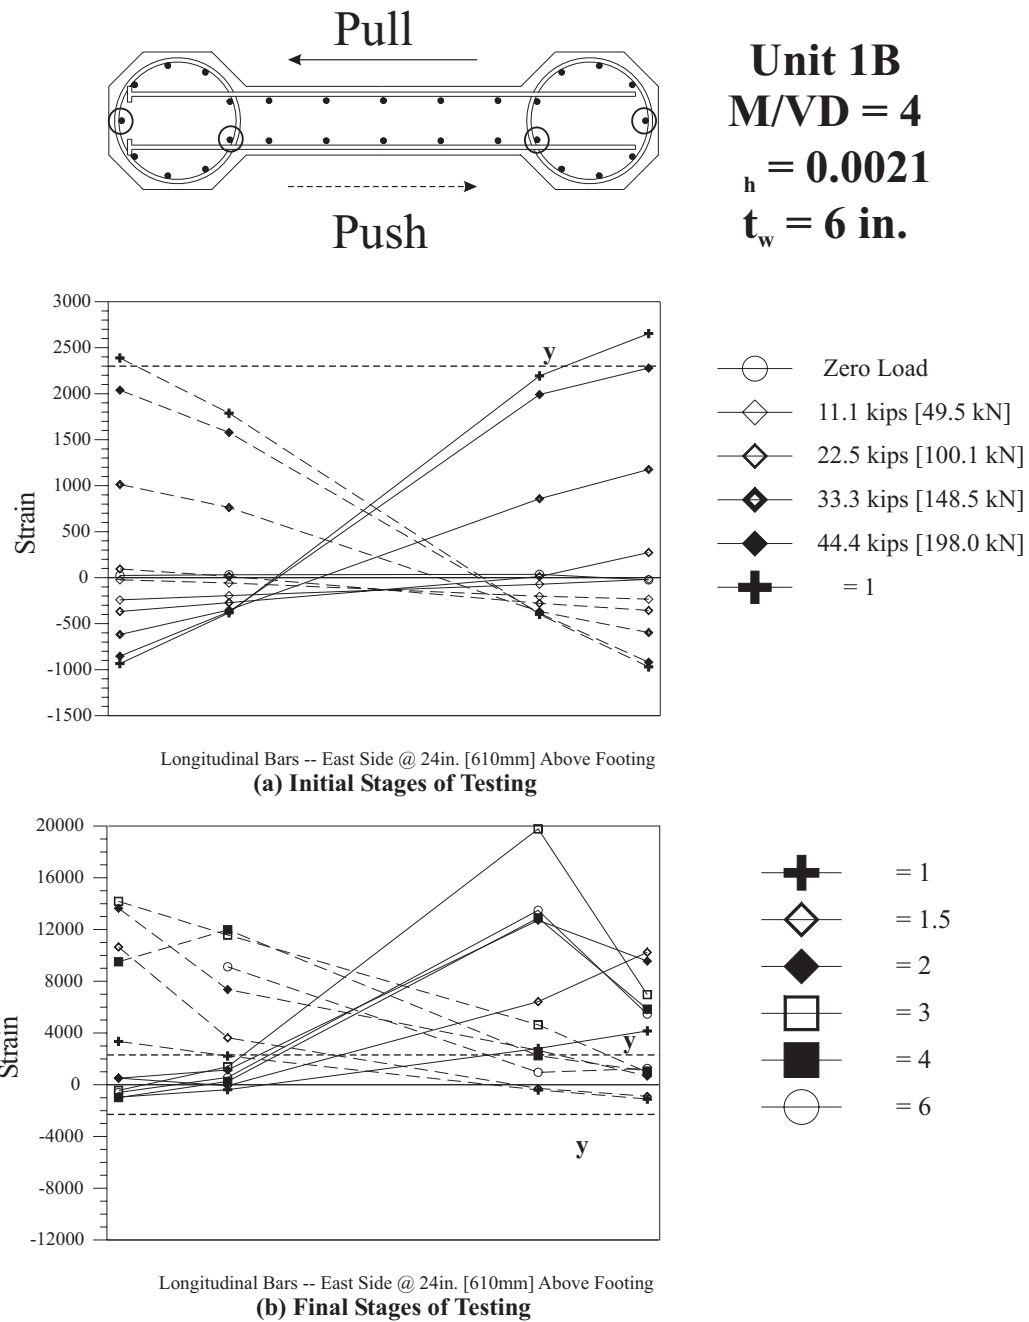 Pull
Push
Unit 1B
M/VD = 4
h = 0.0021
tw = 6 in.
3000
2500
2000
1500
1000
500
0
-500
-1000
-1500
Strain
y
Zero Load
11.1 kips [49.5 kN]
22.5 kips [100.1 kN]
33.3 kips [148.5 kN]
44.4 kips [198.0 kN]
= 1
Longitudinal Bars -- East Side @ 24in. [610mm] Above Footing
(a) Initial Stages of Testing
20000
16000
12000
8000
4000
0
-4000
-8000
-12000
Strain
y
y
= 1
= 1.5
= 2
= 3
= 4
= 6
Longitudinal Bars -- East Side @ 24in. [610mm] Above Footing
(b) Final Stages of Testing